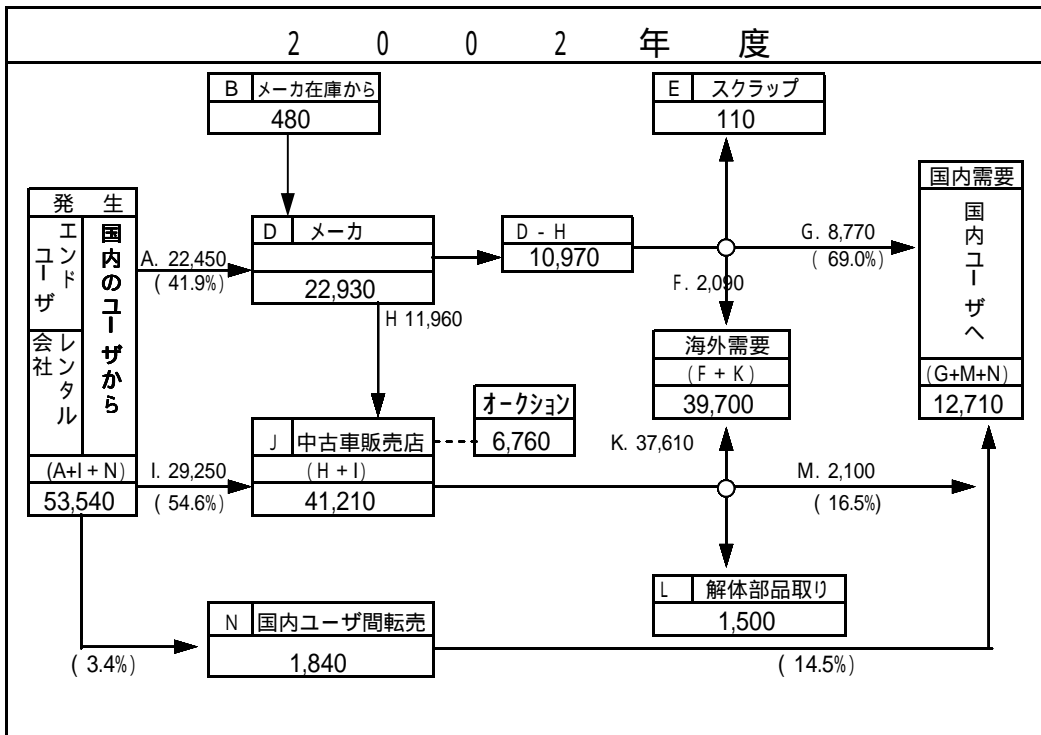 2002年度
B メーカ在庫から
480
E スクラップ
110
国内需要
国内ユーザへ
(G+M+N)
12,710
発 生
エンドユーザ
レンタル会社
国内のユーザから
(A+I+N)
53,540
A. 22,450
(41.9%)
D メーカ
22,930
D-H
10,970
G. 8,770
(69.0%)
F. 2,090
H 11,960
海外需要
(F+K)
39,700
オークション
6,760
J 中古車販売店
(H+I)
41,210
I. 29,250
(54.6%)
K. 37,610
M. 2,100
(16.5%)
L 解体部品取り
1,500
N 国内ユーザ間転売
1,840
(3.4%)
(14.5%)